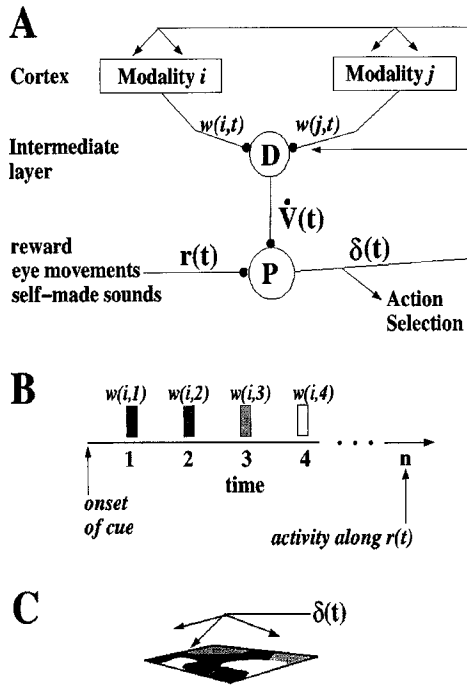 A
Cortex
Modality i
Modality j
w(i,t)
w(j,t)
Intermediate
layer
D
V̇(t)
reward
eye movements
self-made sounds
r(t)
P
δ(t)
Action
Selection
B
w(i,1) w(i,2) w(i,3) w(i,4)
1 2 3 4 . . . n
time
onset
of cue
activity along r(t)
C
δ(t)